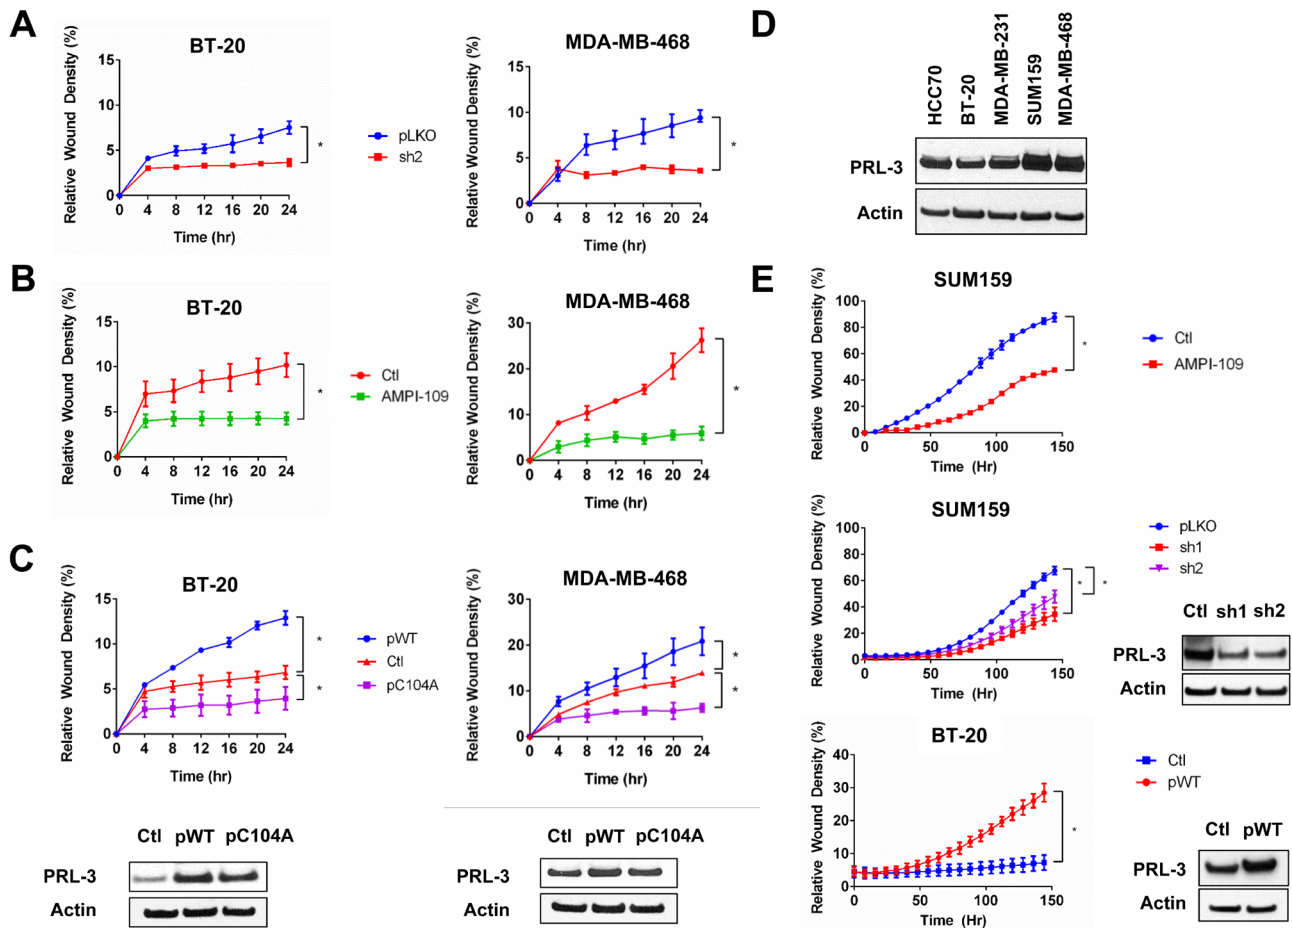 A
BT-20
Relative Wound Density (%)
15
10
5
0
0 4 8 12 16 20 24
Time (hr)
pLKO
sh2
*
MDA-MB-468
Relative Wound Density (%)
15
10
5
0
0 4 8 12 16 20 24
Time (hr)
*
B
BT-20
Relative Wound Density (%)
15
10
5
0
0 4 8 12 16 20 24
Time (hr)
Ctl
AMPI-109
*
MDA-MB-468
Relative Wound Density (%)
30
20
10
0
0 4 8 12 16 20 24
Time (hr)
*
C
BT-20
Relative Wound Density (%)
15
10
5
0
0 4 8 12 16 20 24
Time (hr)
pWT
Ctl
pC104A
*
*
MDA-MB-468
Relative Wound Density (%)
30
20
10
0
0 4 8 12 16 20 24
Time (hr)
*
*
Ctl pWT pC104A
PRL-3
Actin
Ctl pWT pC104A
PRL-3
Actin
D
HCC70
BT-20
MDA-MB-231
SUM159
MDA-MB-468
PRL-3
Actin
E
SUM159
Relative Wound Density (%)
100
80
60
40
20
0
50 100 150
Time (Hr)
Ctl
AMPI-109
*
SUM159
Relative Wound Density (%)
100
80
60
40
20
0
50 100 150
Time (Hr)
pLKO
sh1
sh2
* *
Ctl sh1 sh2
PRL-3
Actin
BT-20
Relative Wound Density (%)
40
30
20
10
0
0 50 100 150
Time (Hr)
Ctl
pWT
*
Ctl pWT
PRL-3
Actin